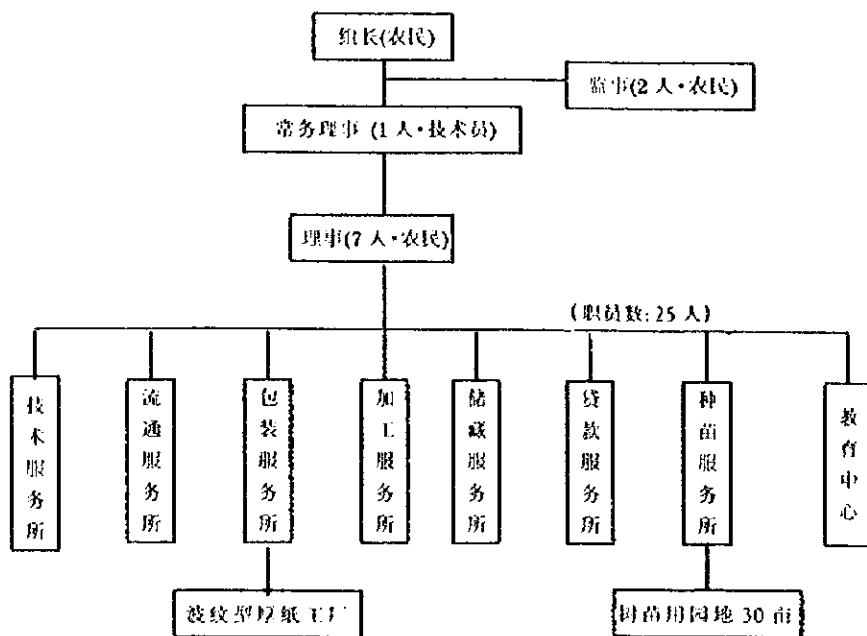 组长(农民)
监事(2人·农民)
常务理事 (1人·技术员)
理事(7人·农民)
(职员数:25人)
技术服务所
流通服务所
包装服务所
加工服务所
储藏服务所
贷款服务所
种苗服务所
教育中心
波纹型厚纸工厂
树苗用园地30亩